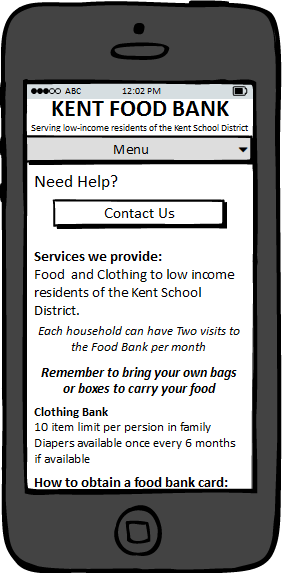 ABC 12:02 PM
KENT FOOD BANK
Serving low-income residents of the Kent School District
Menu
Need Help?
Contact Us
Services we provide:
Food and Clothing to low income
residents of the Kent School
District.
Each household can have Two visits to
the Food Bank per month
Remember to bring your own bags
or boxes to carry your food
Clothing Bank
10 item limit per persion in family
Diapers available once every 6 months
if available
How to obtain a food bank card: